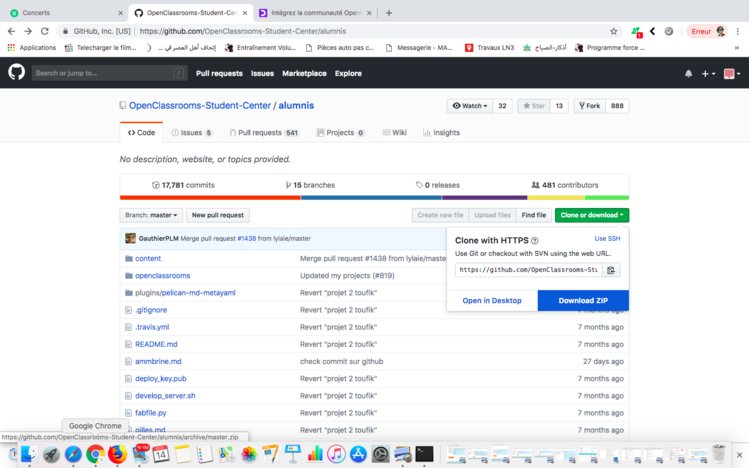 Concerts
OpenClassrooms-Student-Cen
Intégrez la communauté OpenC
GitHub, Inc. [US] | https://github.com/OpenClassrooms-Student-Center/alumnis
Erreur
Applications
Telecharger le film...
إتحاف أهل العصر في ...
Entraînement Volu...
Pièces auto pas c...
Messagerie - MA...
Travaux LN3
أذكار-الصباح
Programme force ...
Search or jump to...
/
Pull requests Issues Marketplace Explore
OpenClassrooms-Student-Center / alumnis
Watch 32 Star 13 Fork 888
Code Issues 5 Pull requests 541 Projects 0 Wiki Insights
No description, website, or topics provided.
17,781 commits 15 branches 0 releases 481 contributors
Branch: master New pull request Create new file Upload files Find file Clone or download
GauthierPLM Merge pull request #1438 from lylaie/master
Clone with HTTPS Use SSH
Use Git or checkout with SVN using the web URL.
https://github.com/OpenClassrooms-Stu
Open in Desktop Download ZIP
content Merge pull request #1438 from lylaie/master
openclassrooms Updated my projects (#819)
plugins/pelican-md-metayaml Revert "projet 2 toufik"
.gitignore Revert "projet 2 toufik" 7 months ago
.travis.yml Revert "projet 2 toufik" 7 months ago
README.md Revert "projet 2 toufik" 7 months ago
ammbrine.md check commit sur github 27 days ago
deploy_key.pub Revert "projet 2 toufik" 7 months ago
develop_server.sh Revert "projet 2 toufik" 7 months ago
fabfile.py Revert "projet 2 toufik" 7 months ago
gilles.md Revert "projet 2 toufik" 7 months ago
Google Chrome
https://github.com/OpenClassrooms-Student-Center/alumnis/archive/master.zip
14